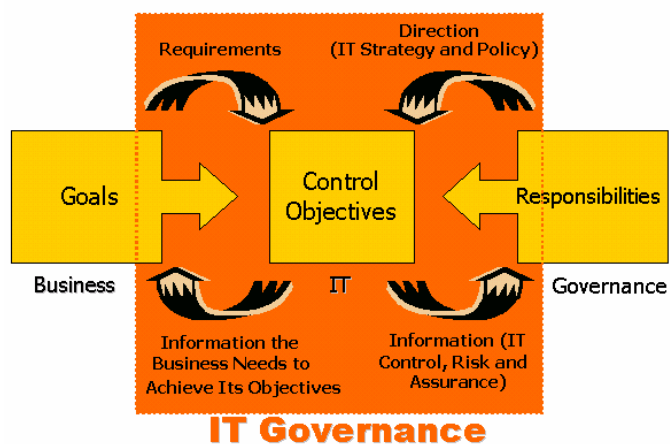 Requirements
Direction
(IT Strategy and Policy)
Goals
Control
Objectives
Responsibilities
Business
IT
Governance
Information the
Business Needs to
Achieve Its Objectives
Information (IT
Control, Risk and
Assurance)
IT Governance